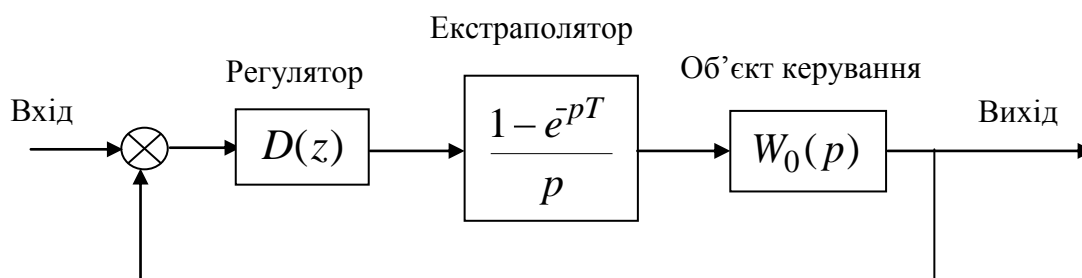 Екстраполятор
Регулятор
Об’єкт керування
Вхід
Вихід
D(z)
1 − e^{-pT}
p
W_0(p)